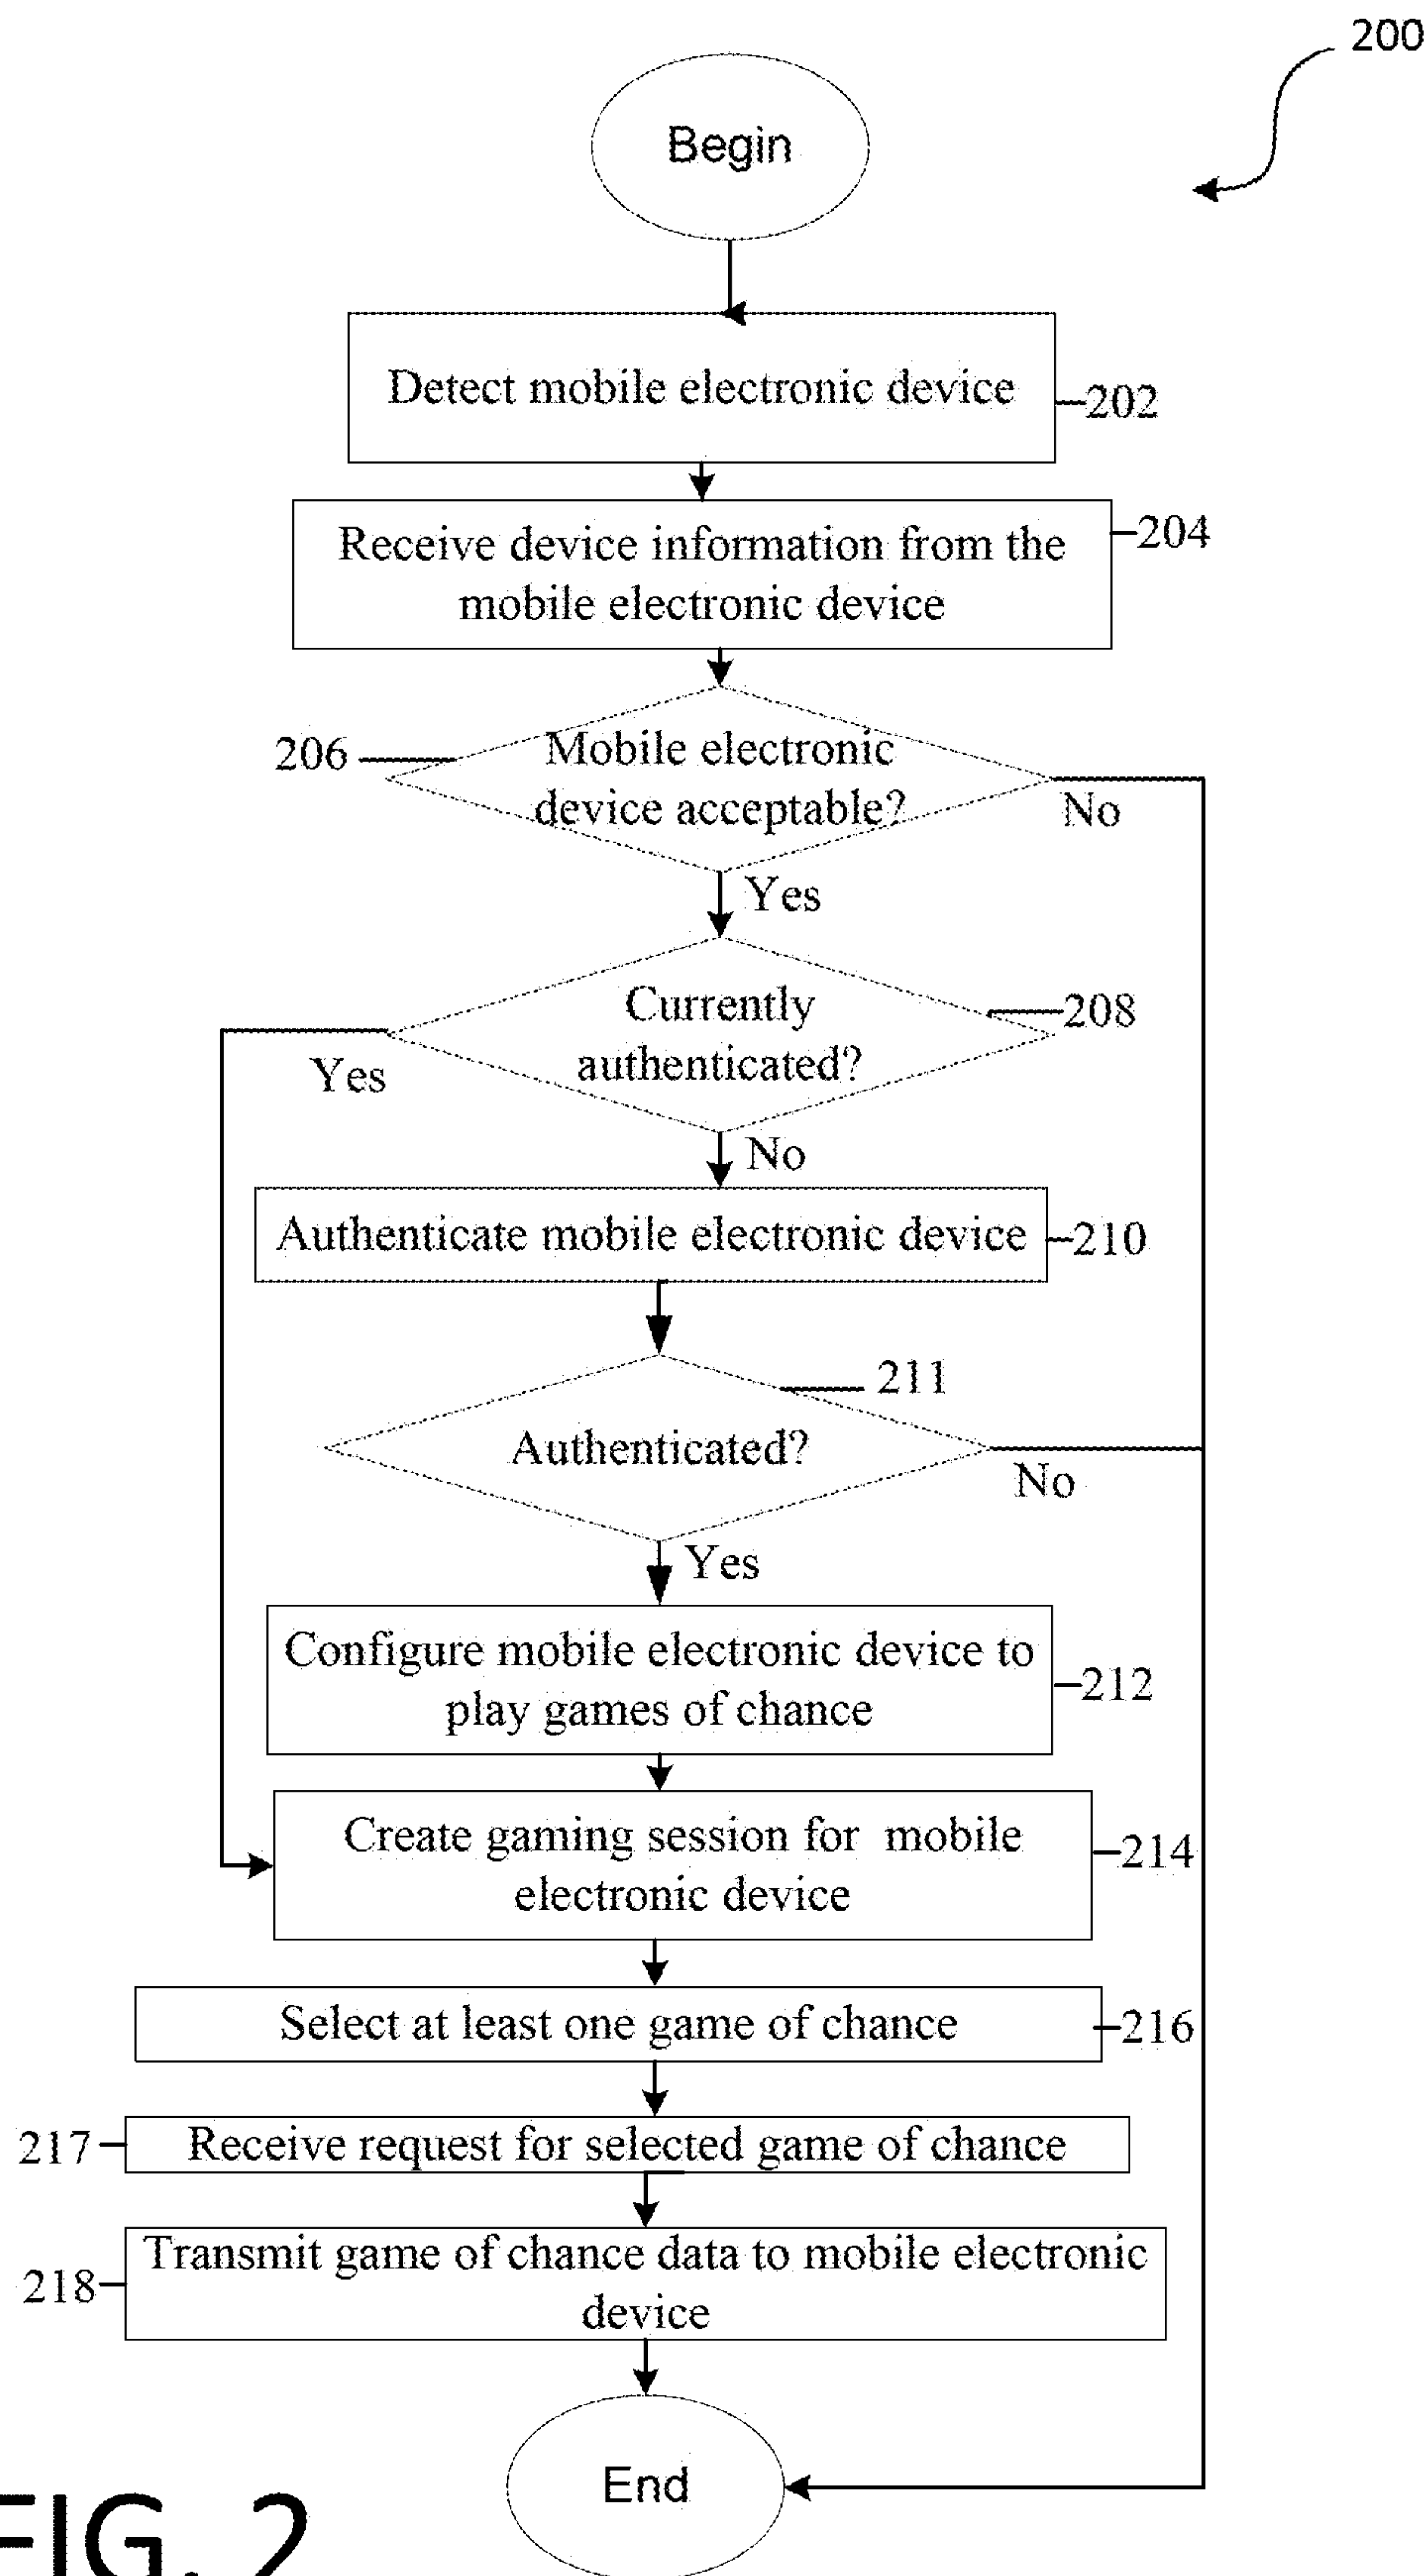 200
Begin
Detect mobile electronic device
202
Receive device information from the
mobile electronic device
204
206
Mobile electronic
device acceptable?
No
Yes
Currently
authenticated?
208
Yes
No
Authenticate mobile electronic device
210
211
Authenticated?
No
Yes
Configure mobile electronic device to
play games of chance
212
Create gaming session for mobile
electronic device
214
Select at least one game of chance
216
217
Receive request for selected game of chance
Transmit game of chance data to mobile electronic
device
218
End
FIG. 2